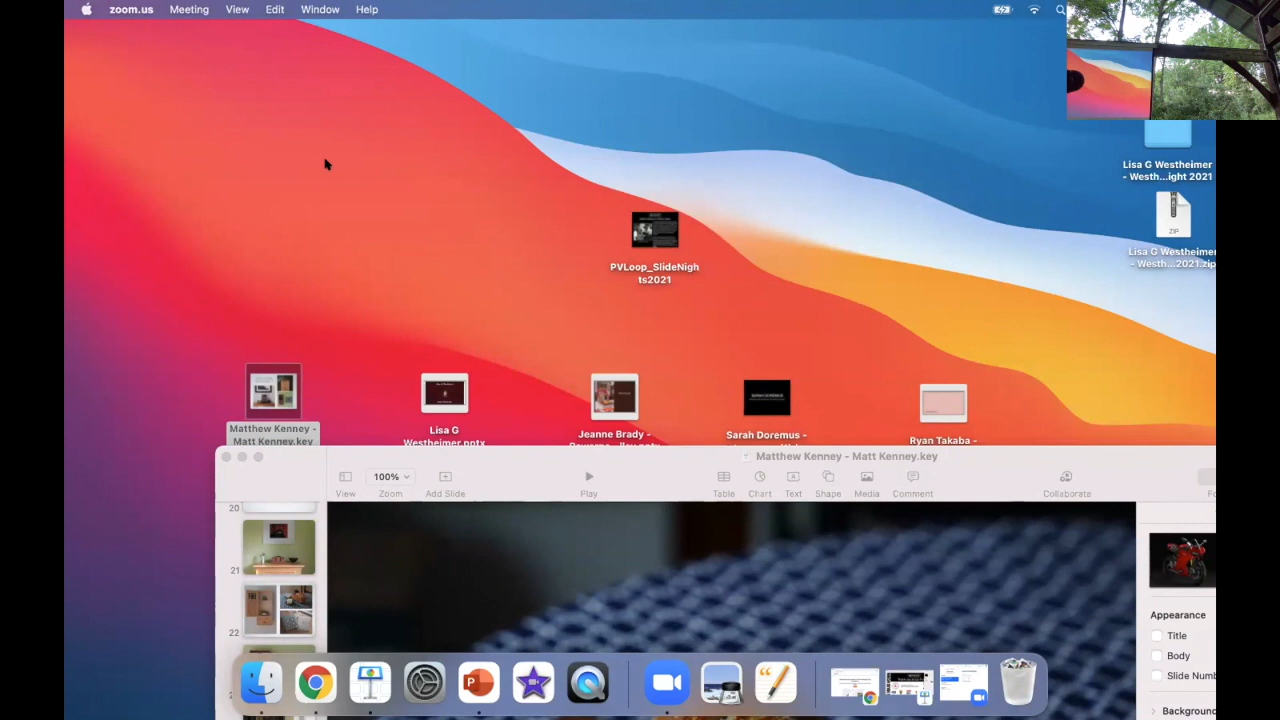 zoom.us Meeting View Edit Window Help
Lisa G Westheimer
- Westh...ight 2021
ZIP
Lisa G Westheimer
- Westh...2021.zip
PVLoop_SlideNigh
ts2021
Matthew Kenney -
Matt Kenney.key
Lisa G
Westheimer.pptx
Jeanne Brady -
Sarah Doremus -
Ryan Takaba -
Matthew Kenney - Matt Kenney.key
100%
View Zoom Add Slide Play Table Chart Text Shape Media Comment Collaborate
20
21
22
Appearance
Title
Body
Slide Numb
Background